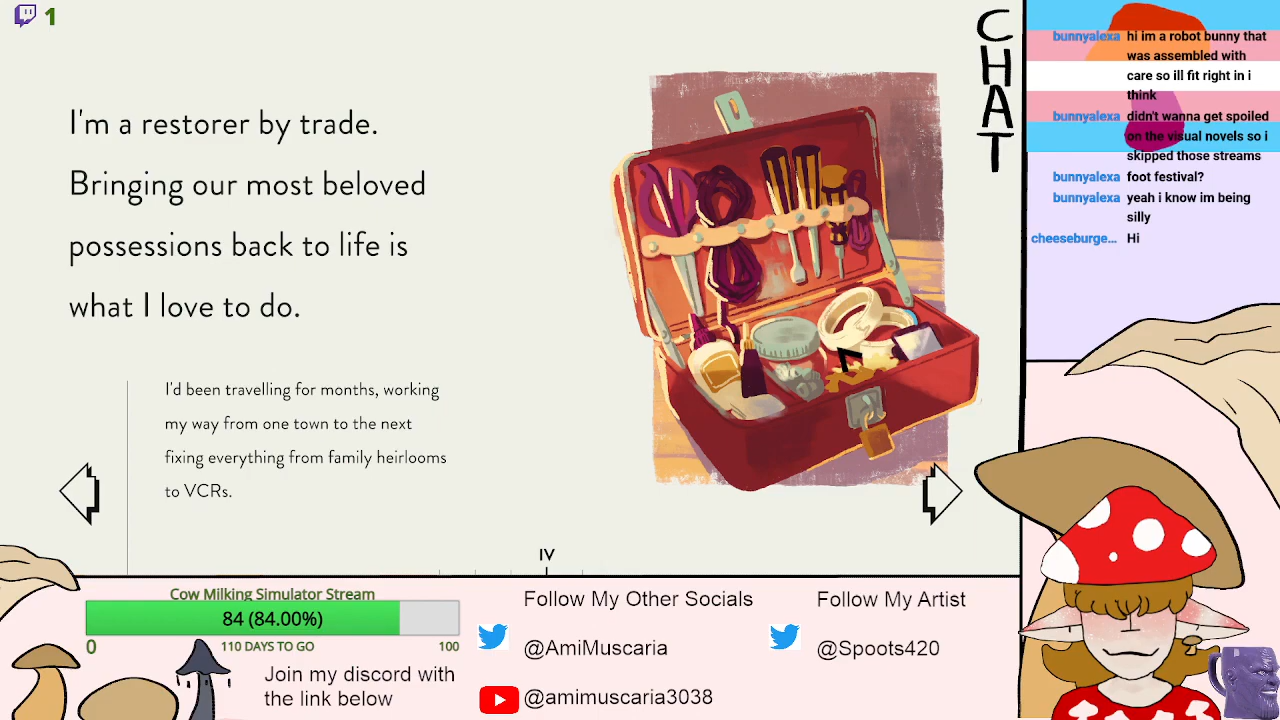 1
I'm a restorer by trade.
Bringing our most beloved
possessions back to life is
what I love to do.
I'd been travelling for months, working
my way from one town to the next
fixing everything from family heirlooms
to VCRs.
IV
CHAT
bunnyalexa hi im a robot bunny that
was assembled with
care so ill fit right in i
think
bunnyalexa didn't wanna get spoiled
on the visual novels so i
skipped those streams
bunnyalexa foot festival?
bunnyalexa yeah i know im being
silly
cheeseburge... Hi
Cow Milking Simulator Stream
84 (84.00%)
0 110 DAYS TO GO 100
Join my discord with
the link below
Follow My Other Socials
@AmiMuscaria
@amimuscaria3038
Follow My Artist
@Spoots420